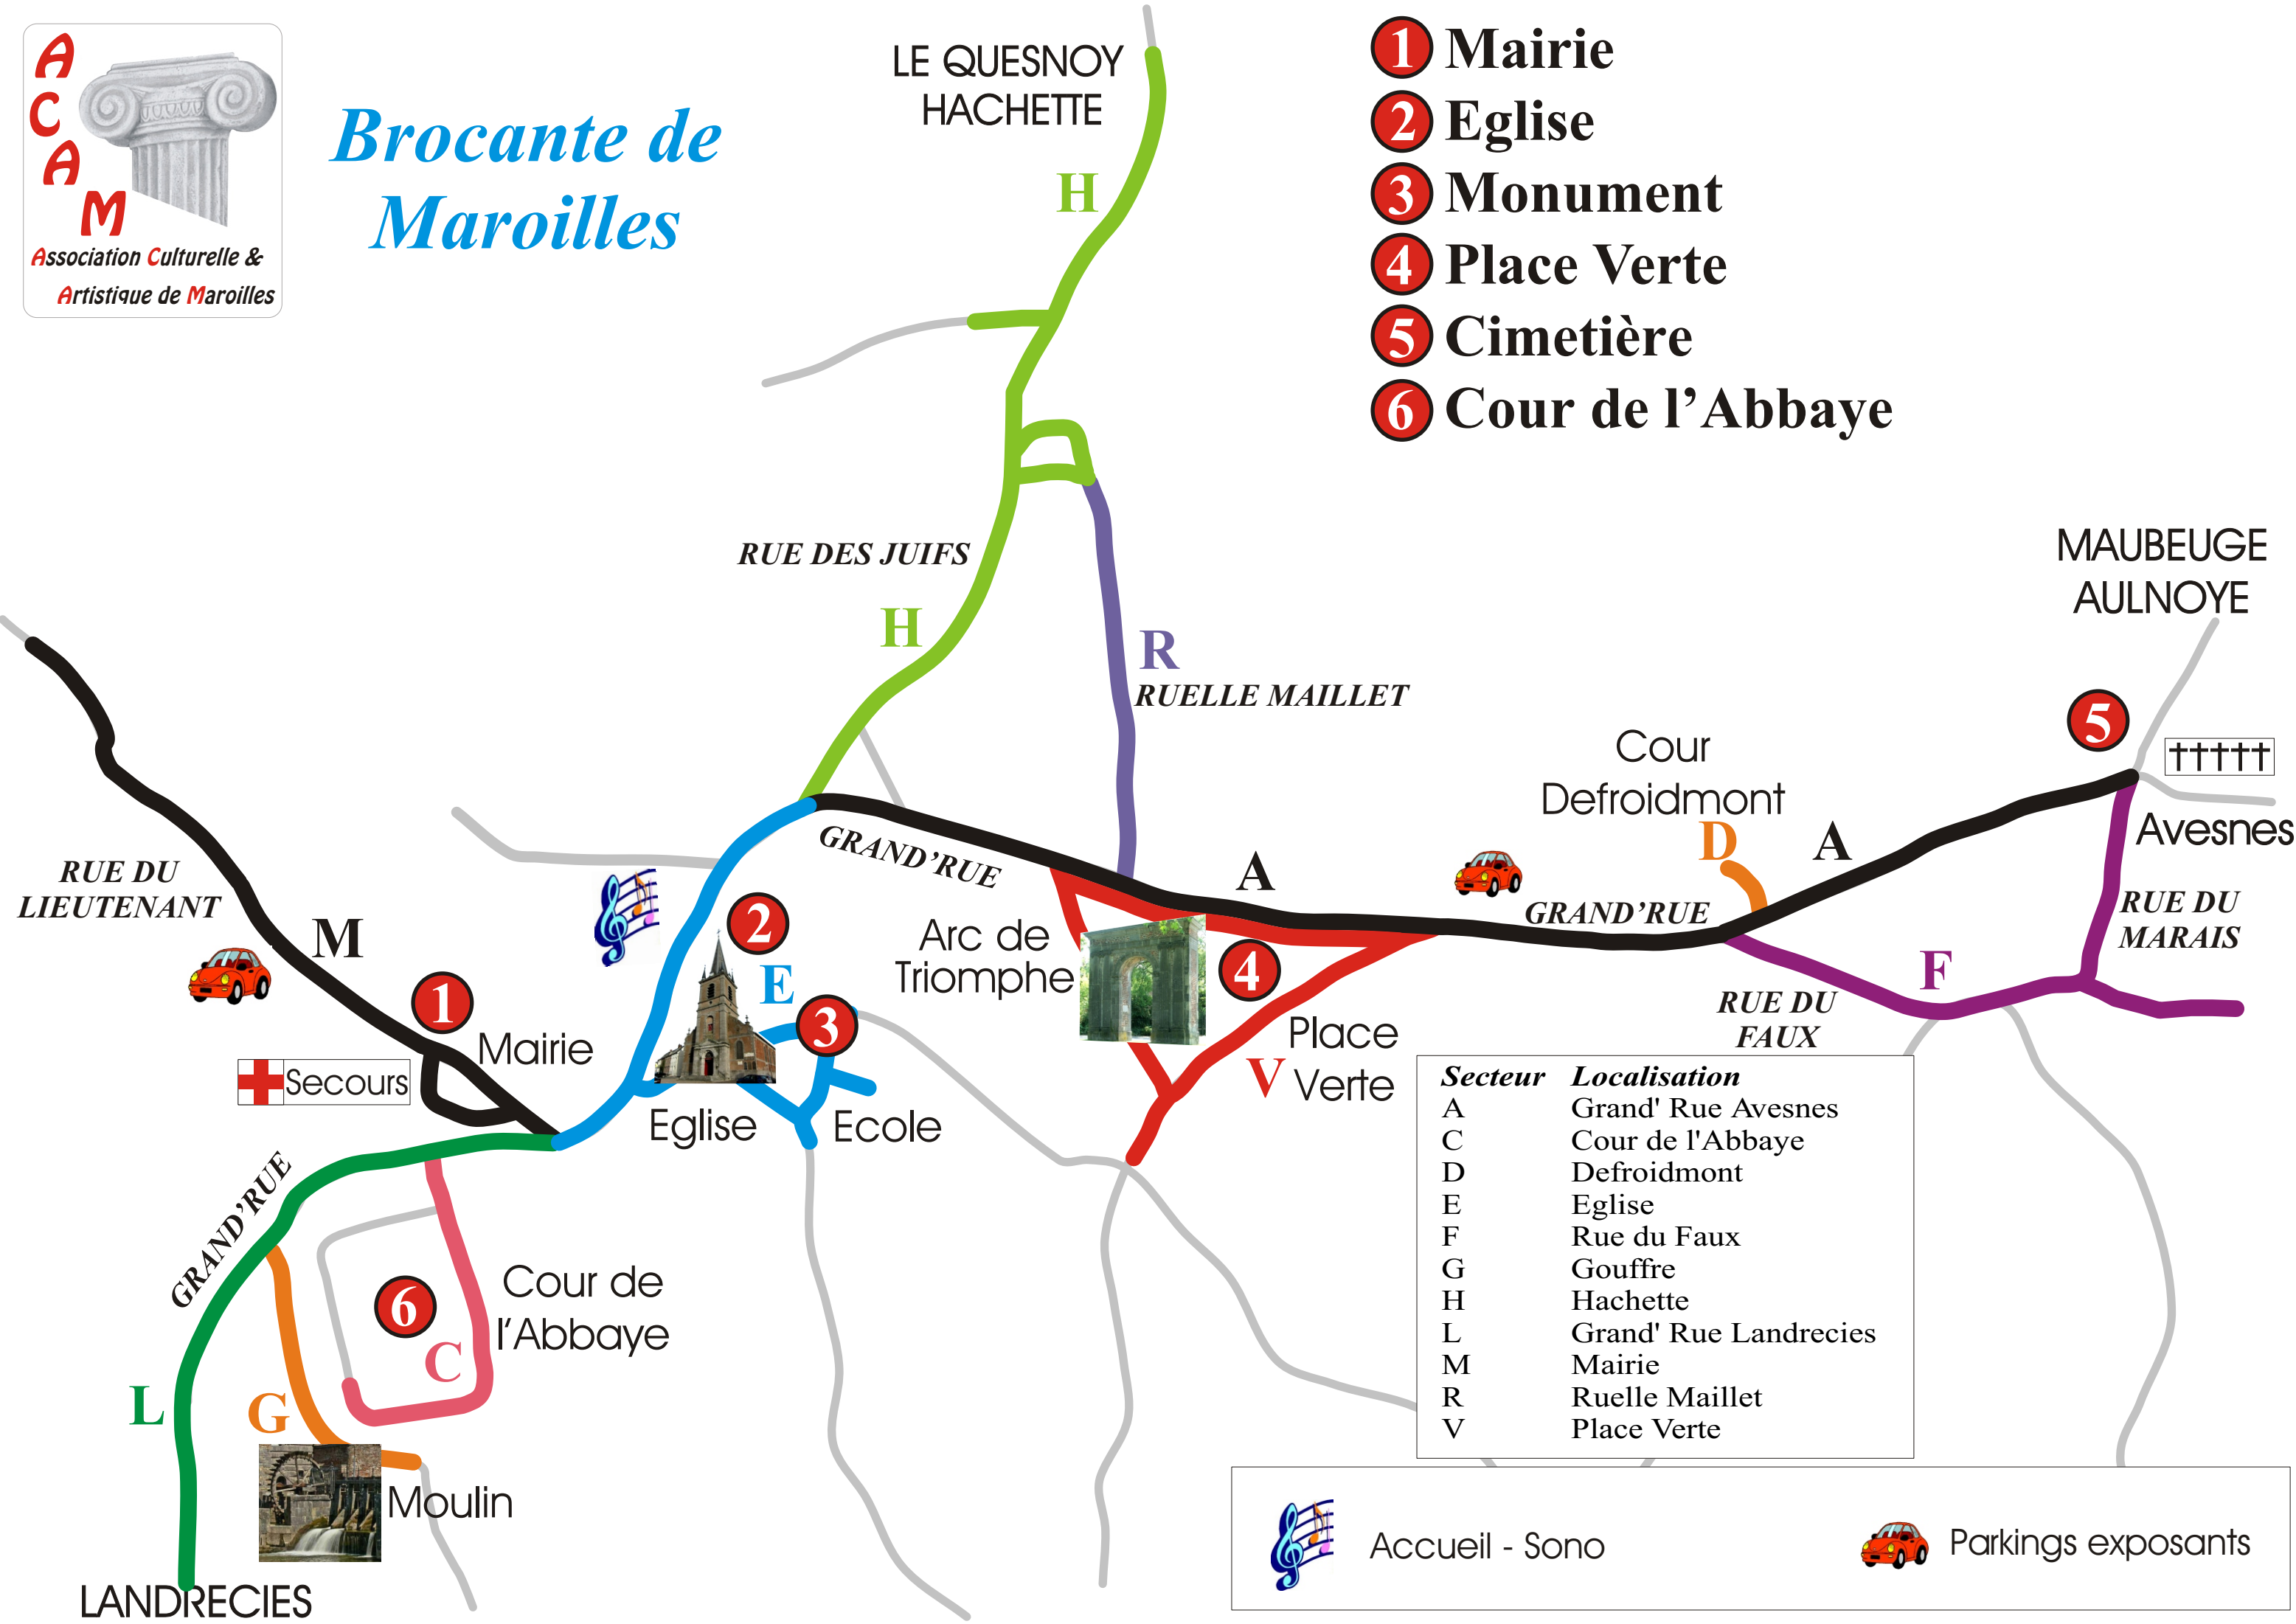 A
C
A
M
Association Culturelle &
Artistique de Maroilles
Brocante de
Maroilles
LE QUESNOY
HACHETTE
1 Mairie
2 Eglise
3 Monument
4 Place Verte
5 Cimetière
6 Cour de l'Abbaye
H
RUE DES JUIFS
H
R
RUELLE MAILLET
MAUBEUGE
AULNOYE
5
Avesnes
Cour
Defroidmont
D
A
RUE DU
LIEUTENANT
M
GRAND'RUE
A
GRAND'RUE
RUE DU
MARAIS
F
RUE DU
FAUX
2
E
3
Arc de
Triomphe
4
Place
Verte
V
1
Mairie
Secours
Eglise
Ecole
GRAND'RUE
6
Cour de
l'Abbaye
C
L
G
Moulin
LANDRECIES
Secteur Localisation
A Grand' Rue Avesnes
C Cour de l'Abbaye
D Defroidmont
E Eglise
F Rue du Faux
G Gouffre
H Hachette
L Grand' Rue Landrecies
M Mairie
R Ruelle Maillet
V Place Verte
Accueil - Sono
Parkings exposants